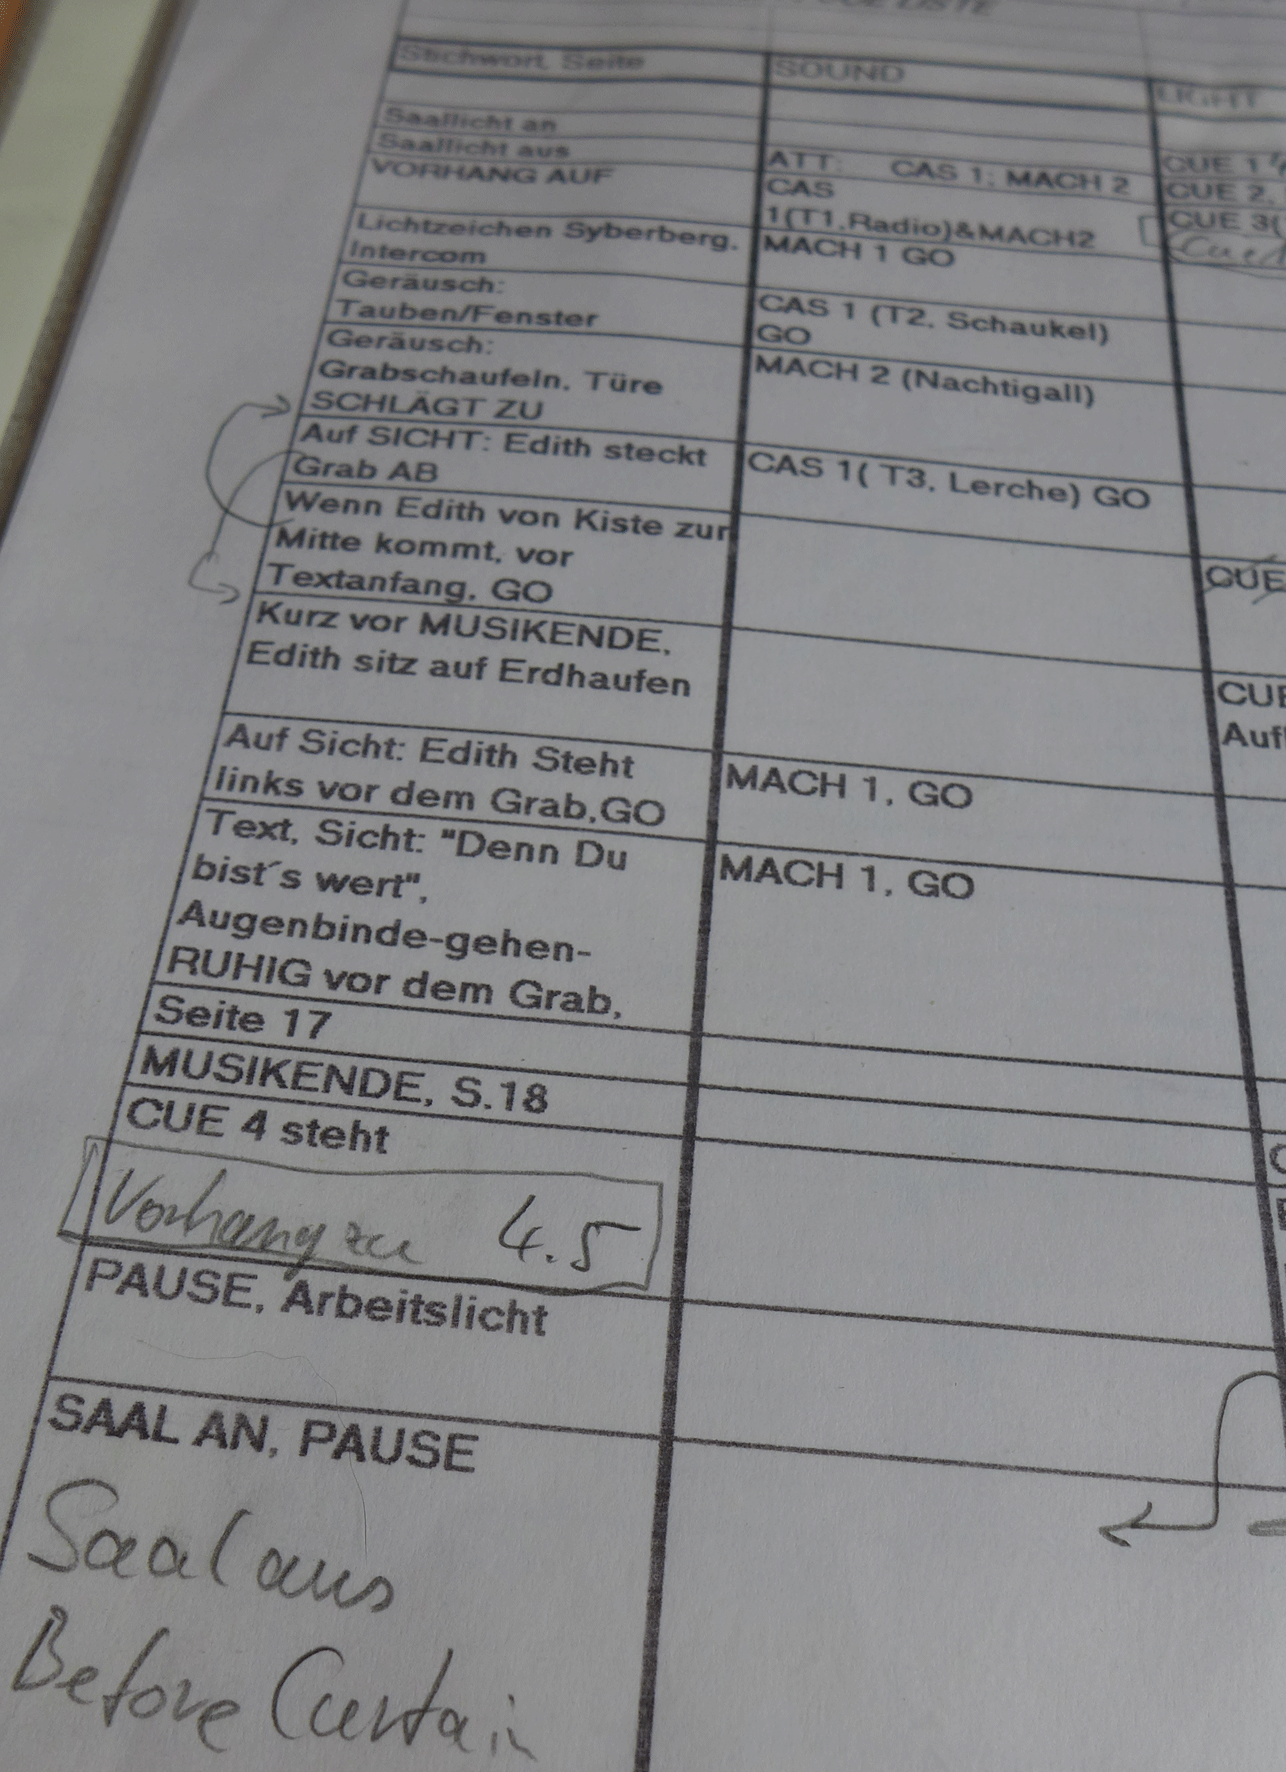 CUE LISTE
Stichwort, Seite SOUND LIGHT
Saallicht an
Saallicht aus ATT: CAS 1; MACH 2 CUE 1
VORHANG AUF CAS CUE 2,
1(T1,Radio)&MACH2 CUE 3(
Lichtzeichen Syberberg, MACH 1 GO
Intercom
Geräusch: CAS 1 (T2, Schaukel)
Tauben/Fenster GO
Geräusch: MACH 2 (Nachtigall)
Grabschaufeln, Türe
SCHLÄGT ZU
Auf SICHT: Edith steckt CAS 1( T3, Lerche) GO
Grab AB
Wenn Edith von Kiste zur
Mitte kommt, vor CUE
Textanfang, GO
Kurz vor MUSIKENDE, CUE
Edith sitz auf Erdhaufen Auf
Auf Sicht: Edith Steht MACH 1, GO
links vor dem Grab,GO
Text, Sicht: "Denn Du MACH 1, GO
bist´s wert",
Augenbinde-gehen-
RUHIG vor dem Grab,
Seite 17
MUSIKENDE, S.18
CUE 4 steht
Vorhang zu 4.5
PAUSE, Arbeitslicht
SAAL AN, PAUSE
Saal aus
Before Curtain